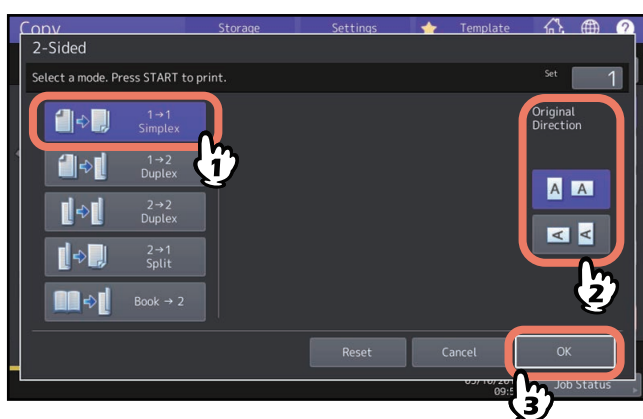 Copy Storage Settings Template ?
2-Sided
Select a mode. Press START to print. Set 1
1→1
Simplex
1
1→2
Duplex
2→2
Duplex
2→1
Split
Book → 2
Original
Direction
A A
A A
2
Reset Cancel OK
09:5 Job Status
3